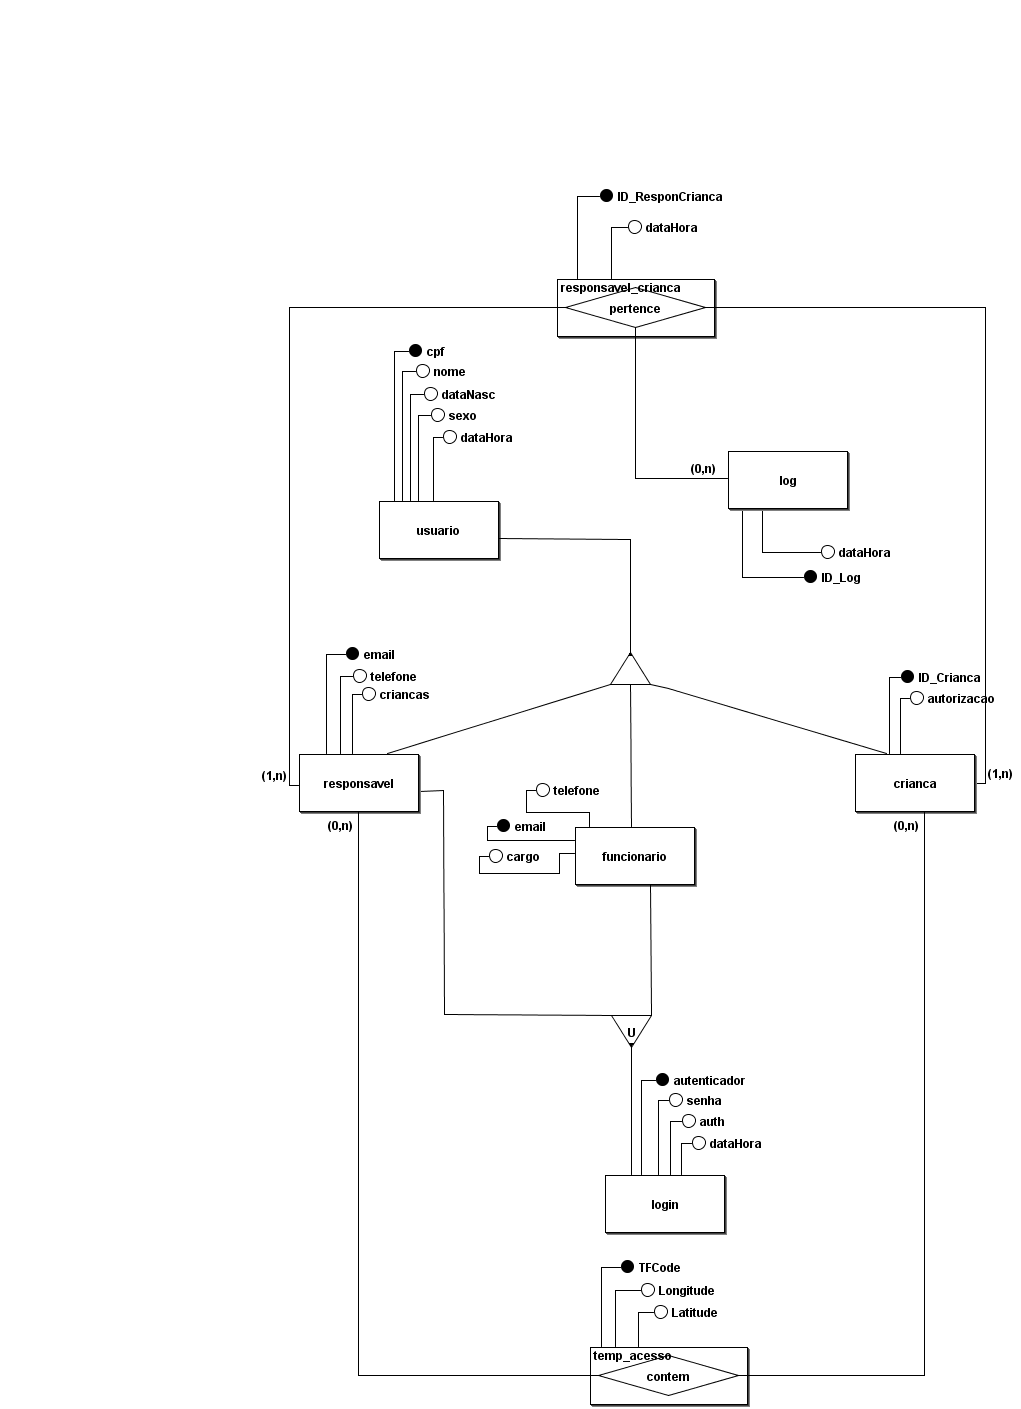 ID_ResponCrianca
dataHora
responsavel_crianca
pertence
cpf
nome
dataNasc
sexo
dataHora
usuario
(0,n)
log
dataHora
ID_Log
email
telefone
criancas
ID_Crianca
autorizacao
(1,n)
responsavel
(0,n)
crianca
(1,n)
(0,n)
telefone
email
cargo
funcionario
U
autenticador
senha
auth
dataHora
login
TFCode
Longitude
Latitude
temp_acesso
contem